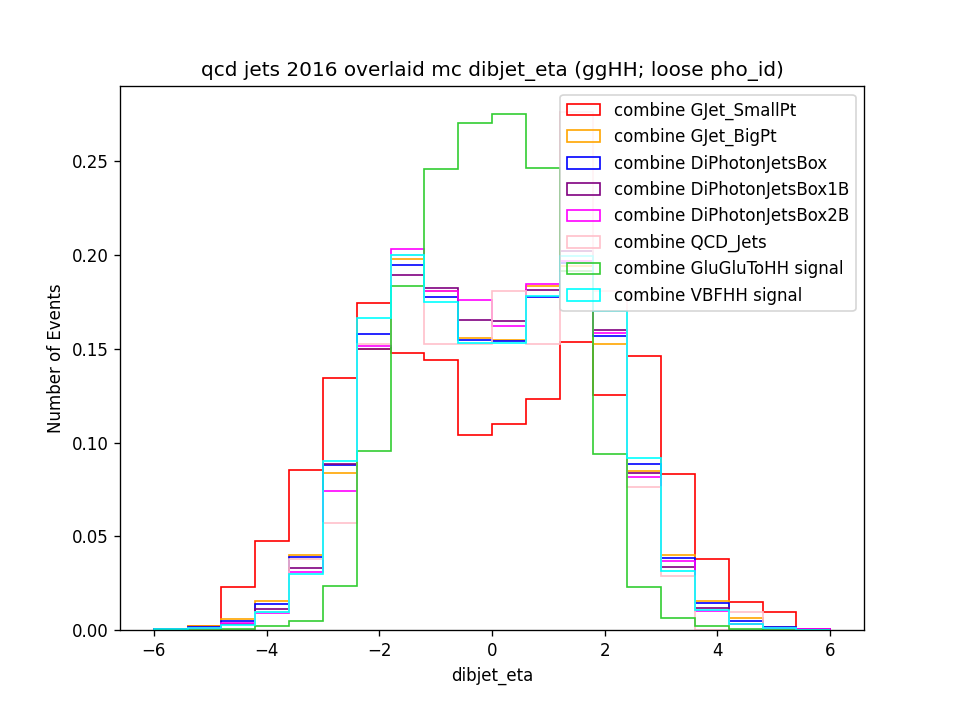 qcd jets 2016 overlaid mc dibjet_eta (ggHH; loose pho_id)
combine GJet_SmallPt
combine GJet_BigPt
combine DiPhotonJetsBox
combine DiPhotonJetsBox1B
combine DiPhotonJetsBox2B
combine QCD_Jets
combine GluGluToHH signal
combine VBFHH signal
Number of Events
0.25
0.20
0.15
0.10
0.05
0.00
−6 −4 −2 0 2 4 6
dibjet_eta